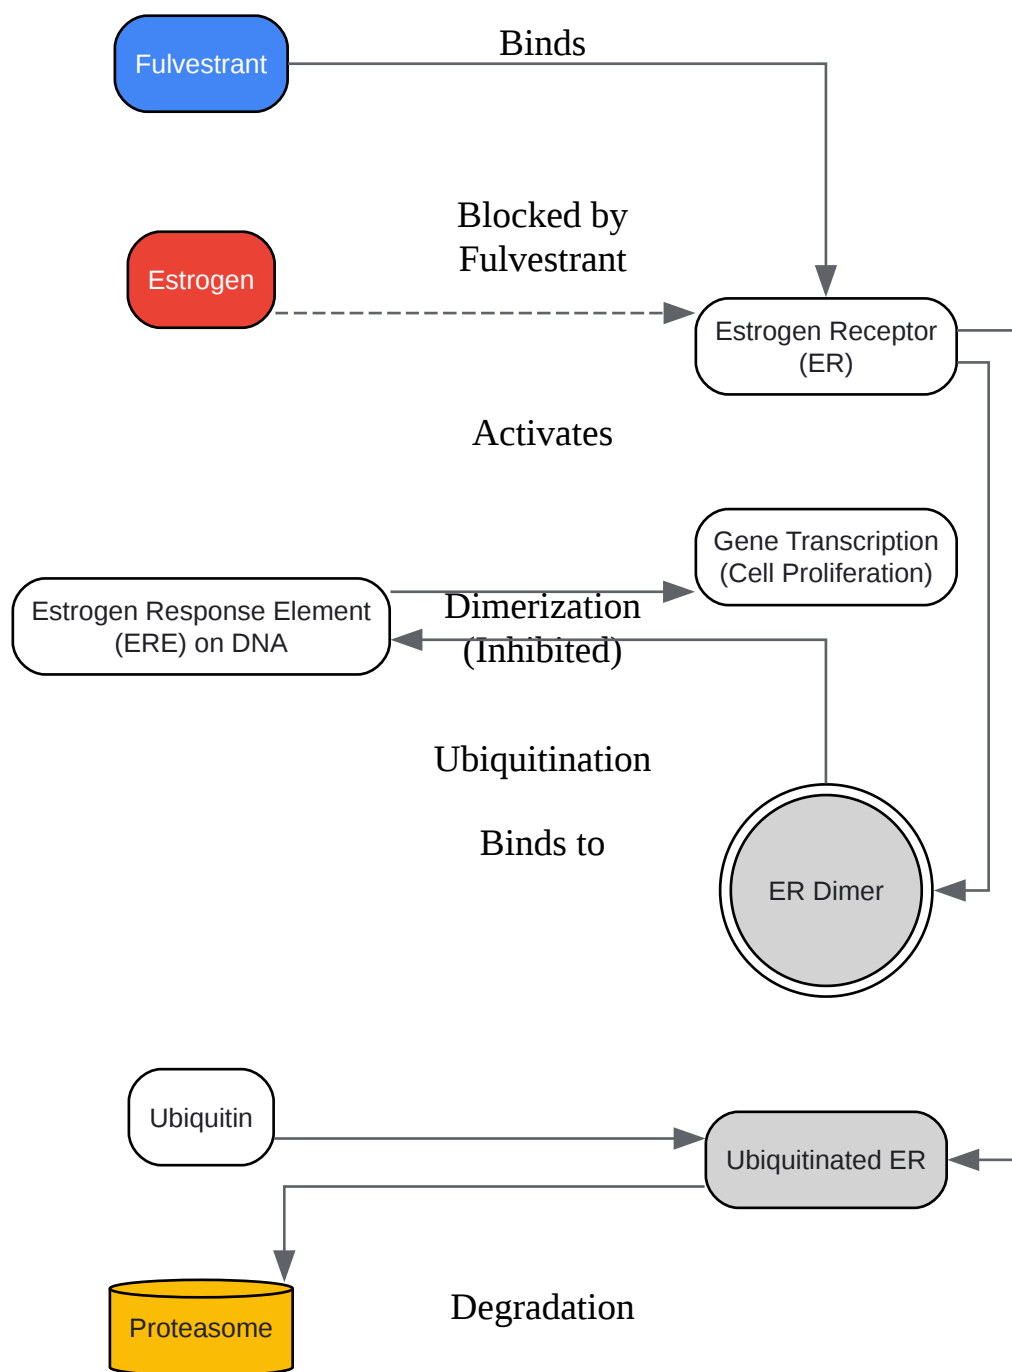 Binds
Fulvestrant
Blocked by
Fulvestrant
Estrogen
Estrogen Receptor
(ER)
Activates
Gene Transcription
(Cell Proliferation)
Estrogen Response Element
(ERE) on DNA
Dimerization
(Inhibited)
Ubiquitination
Binds to
ER Dimer
Ubiquitin
Ubiquitinated ER
Degradation
Proteasome